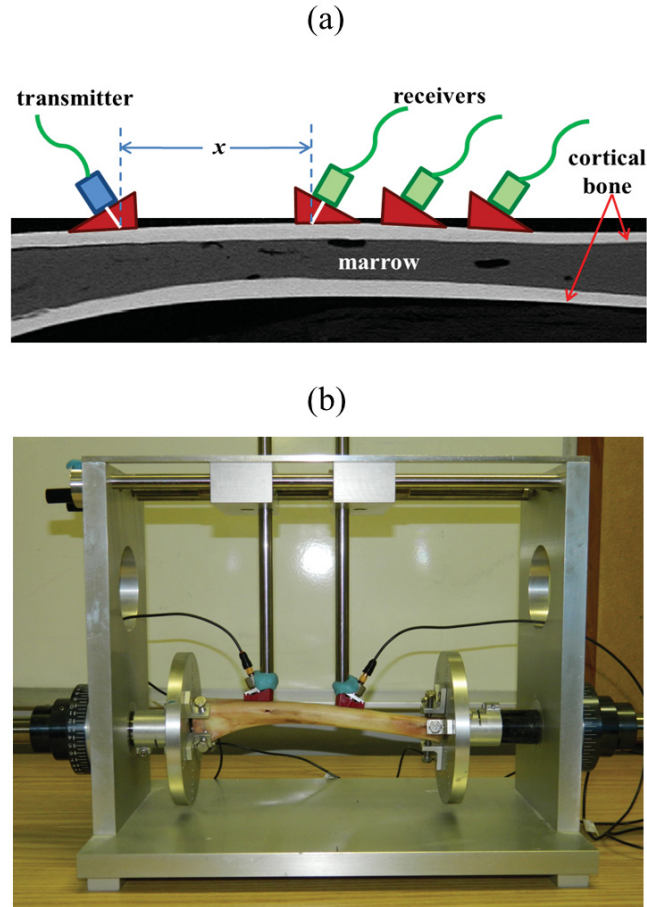 (a)
transmitter
x
receivers
cortical
bone
marrow
(b)